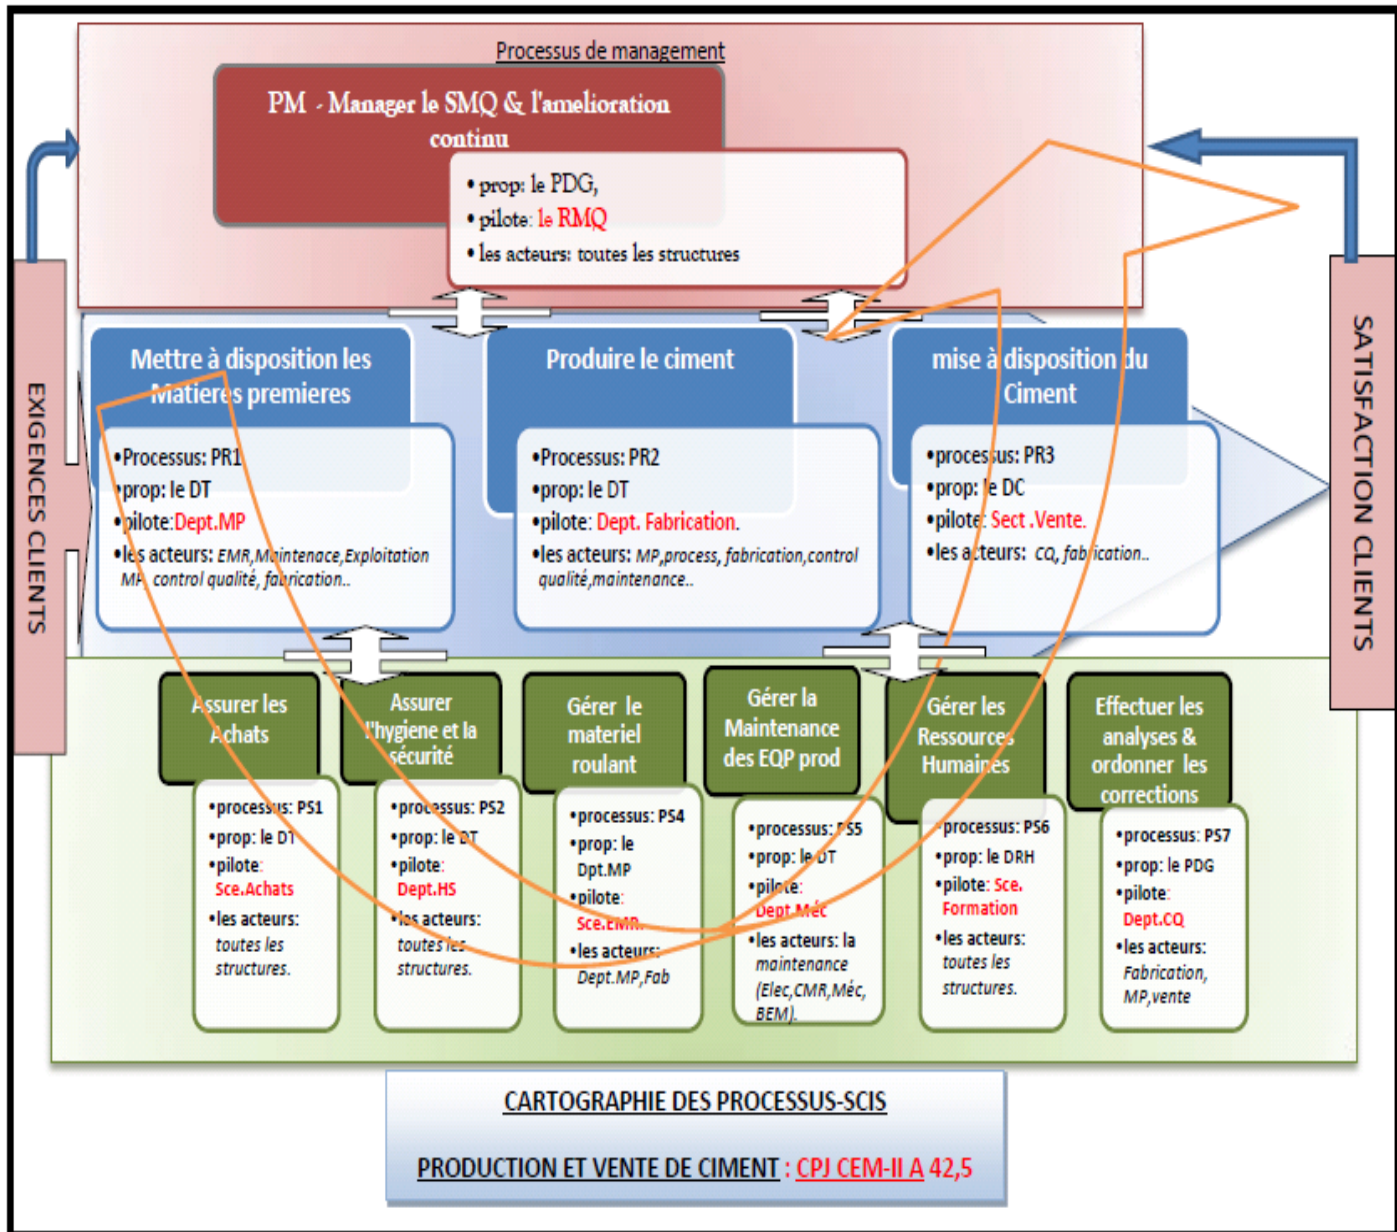 Processus de management
PM - Manager le SMQ & l'amelioration
continu
• prop: le PDG,
• pilote: le RMQ
• les acteurs: toutes les structures
EXIGENCES CLIENTS
SATISFACTION CLIENTS
Mettre à disposition les
Matieres premieres
•Processus: PR1
•prop: le DT
•pilote:Dept.MP
•les acteurs: EMR,Maintenace,Exploitation
MP, control qualité, fabrication..
Produire le ciment
•Processus: PR2
•prop: le DT
•pilote: Dept. Fabrication.
•les acteurs: MP,process, fabrication,control
qualité,maintenance..
mise à disposition du
Ciment
•processus: PR3
•prop: le DC
•pilote: Sect .Vente.
•les acteurs: CQ, fabrication..
Assurer les
Achats
•processus: PS1
•prop: le DT
•pilote:
Sce.Achats
•les acteurs:
toutes les
structures.
Assurer
l'hygiene et la
sécurité
•processus: PS2
•prop: le DT
•pilote:
Dept.HS
•les acteurs:
toutes les
structures.
Gérer le
materiel
roulant
•processus: PS4
•prop: le
Dpt.MP
•pilote:
Sce.EMR.
•les acteurs:
Dept.MP,Fab
Gérer la
Maintenance
des EQP prod
•processus: PS5
•prop: le DT
•pilote:
Dept.Méc
•les acteurs: la
maintenance
(Elec,CMR,Méc,
BEM).
Gérer les
Ressources
Humaines
•processus: PS6
•prop: le DRH
•pilote: Sce.
Formation
•les acteurs:
toutes les
structures.
Effectuer les
analyses &
ordonner les
corrections
•processus: PS7
•prop: le PDG
•pilote:
Dept.CQ
•les acteurs:
Fabrication,
MP,vente
CARTOGRAPHIE DES PROCESSUS-SCIS
PRODUCTION ET VENTE DE CIMENT : CPJ CEM-II A 42,5